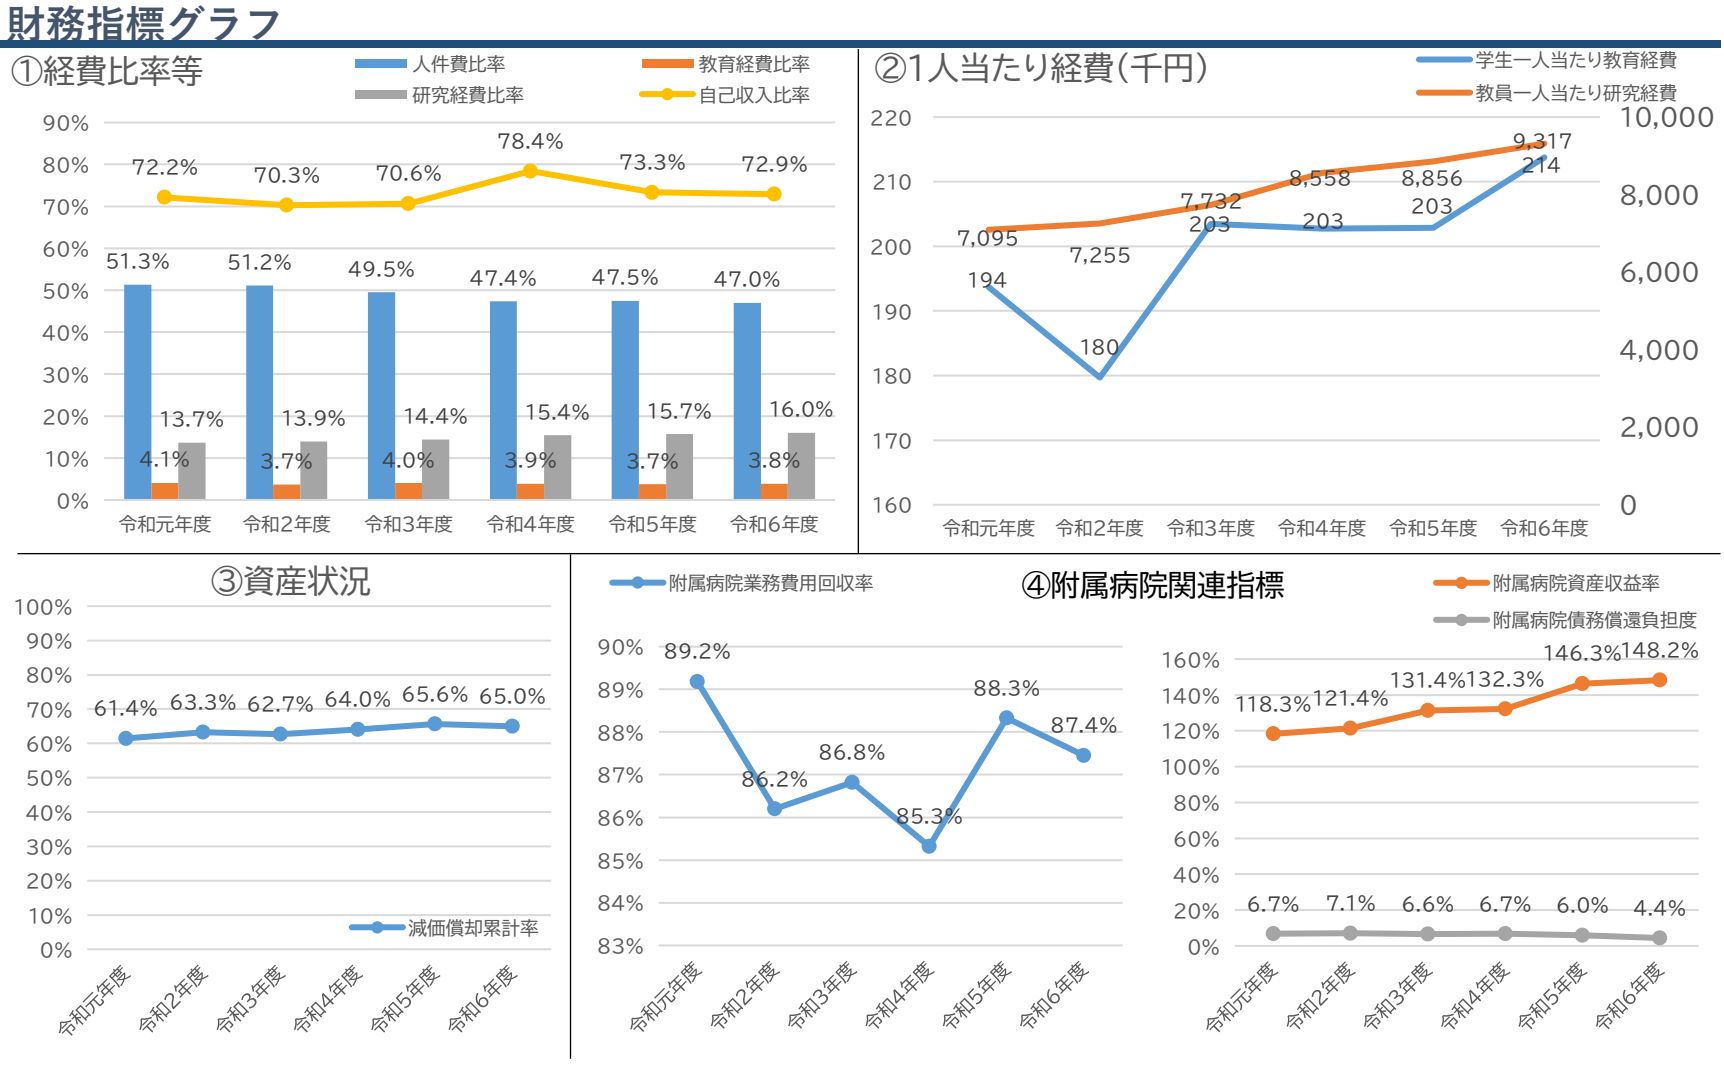 財務指標グラフ
①経費比率等
人件費比率
教育経費比率
研究経費比率
自己収入比率
90%
80%
70%
60%
50%
40%
30%
20%
10%
0%
72.2%
70.3%
70.6%
78.4%
73.3%
72.9%
51.3%
51.2%
49.5%
47.4%
47.5%
47.0%
13.7%
13.9%
14.4%
15.4%
15.7%
16.0%
4.1%
3.7%
4.0%
3.9%
3.7%
3.8%
令和元年度
令和2年度
令和3年度
令和4年度
令和5年度
令和6年度
②1人当たり経費(千円)
学生一人当たり教育経費
教員一人当たり研究経費
220
210
200
190
180
170
160
10,000
8,000
6,000
4,000
2,000
0
7,095
7,255
7,732
8,558
8,856
9,317
194
180
203
203
203
214
令和元年度
令和2年度
令和3年度
令和4年度
令和5年度
令和6年度
③資産状況
100%
90%
80%
70%
60%
50%
40%
30%
20%
10%
0%
61.4%
63.3%
62.7%
64.0%
65.6%
65.0%
減価償却累計率
令和元年度
令和2年度
令和3年度
令和4年度
令和5年度
令和6年度
④附属病院関連指標
附属病院業務費用回収率
90%
89%
88%
87%
86%
85%
84%
83%
89.2%
86.2%
86.8%
85.3%
88.3%
87.4%
令和元年度
令和2年度
令和3年度
令和4年度
令和5年度
令和6年度
附属病院資産収益率
附属病院債務償還負担度
160%
140%
120%
100%
80%
60%
40%
20%
0%
118.3%
121.4%
131.4%
132.3%
146.3%
148.2%
6.7%
7.1%
6.6%
6.7%
6.0%
4.4%
令和元年度
令和2年度
令和3年度
令和4年度
令和5年度
令和6年度